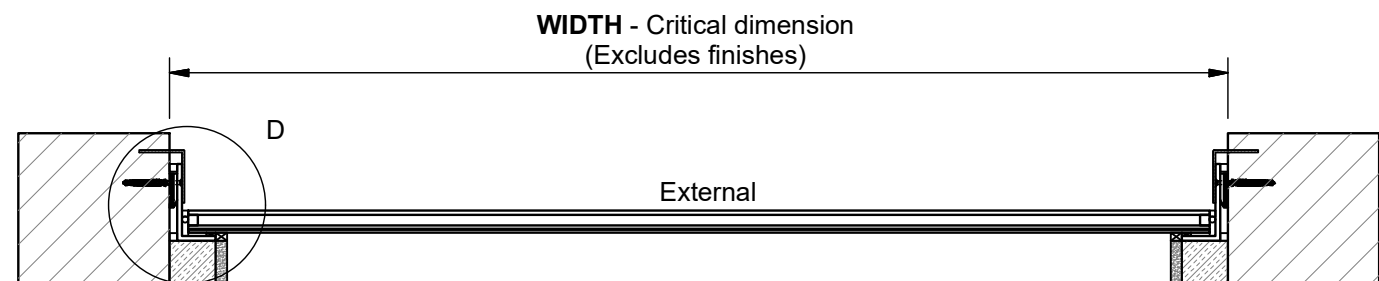 WIDTH - Critical dimension
(Excludes finishes)
D
External